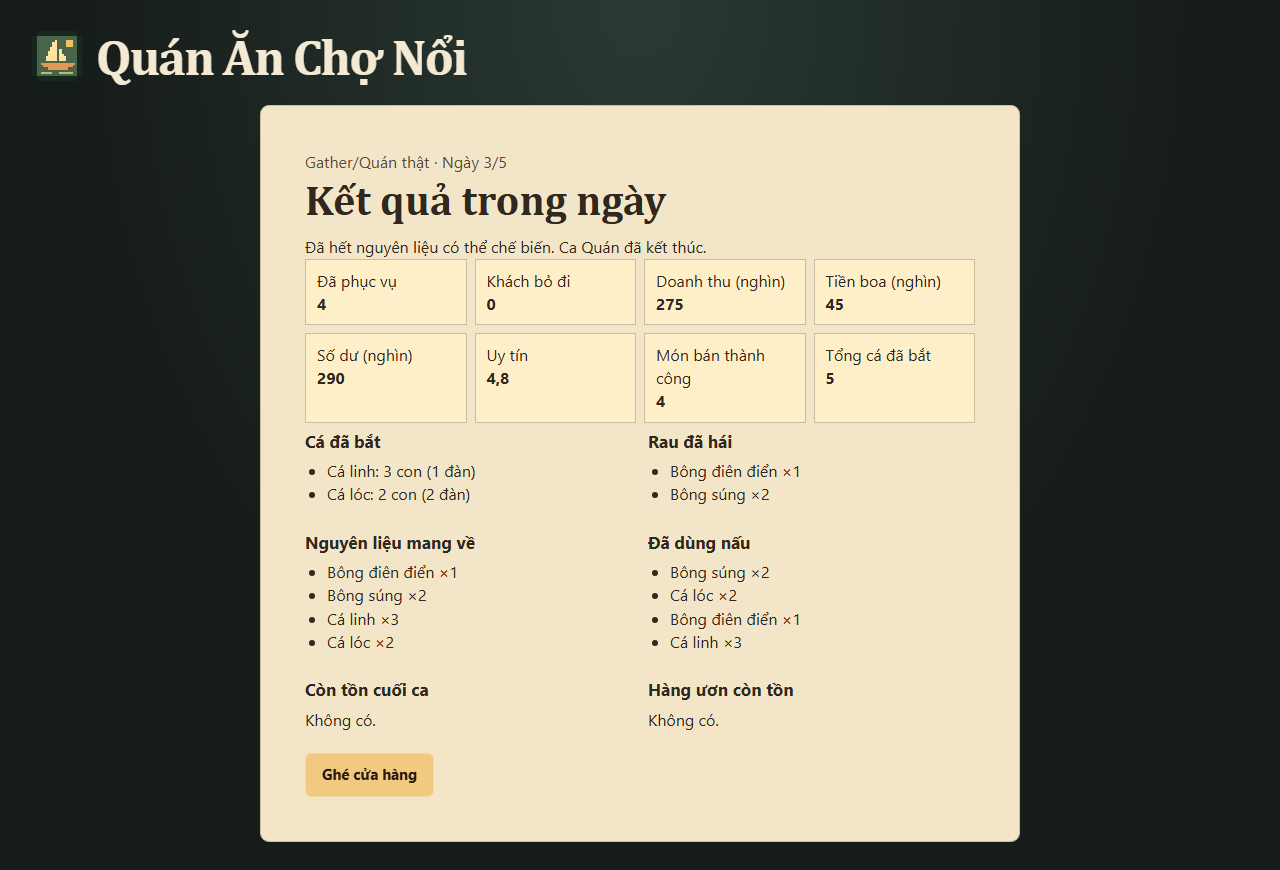 Quán Ăn Chợ Nổi
Gather/Quán thật · Ngày 3/5
Kết quả trong ngày
Đã hết nguyên liệu có thể chế biến. Ca Quán đã kết thúc.
Đã phục vụ
4
Khách bỏ đi
0
Doanh thu (nghìn)
275
Tiền boa (nghìn)
45
Số dư (nghìn)
290
Uy tín
4,8
Món bán thành
công
4
Tổng cá đã bắt
5
Cá đã bắt
Cá linh: 3 con (1 đàn)
Cá lóc: 2 con (2 đàn)
Rau đã hái
Bông điên điển ×1
Bông súng ×2
Nguyên liệu mang về
Bông điên điển ×1
Bông súng ×2
Cá linh ×3
Cá lóc ×2
Đã dùng nấu
Bông súng ×2
Cá lóc ×2
Bông điên điển ×1
Cá linh ×3
Còn tồn cuối ca
Không có.
Hàng ươn còn tồn
Không có.
Ghé cửa hàng